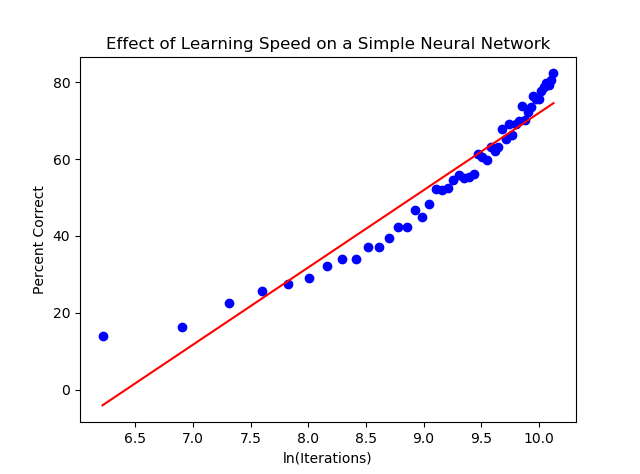 Effect of Learning Speed on a Simple Neural Network
Percent Correct
80
60
40
20
0
6.5 7.0 7.5 8.0 8.5 9.0 9.5 10.0
ln(Iterations)